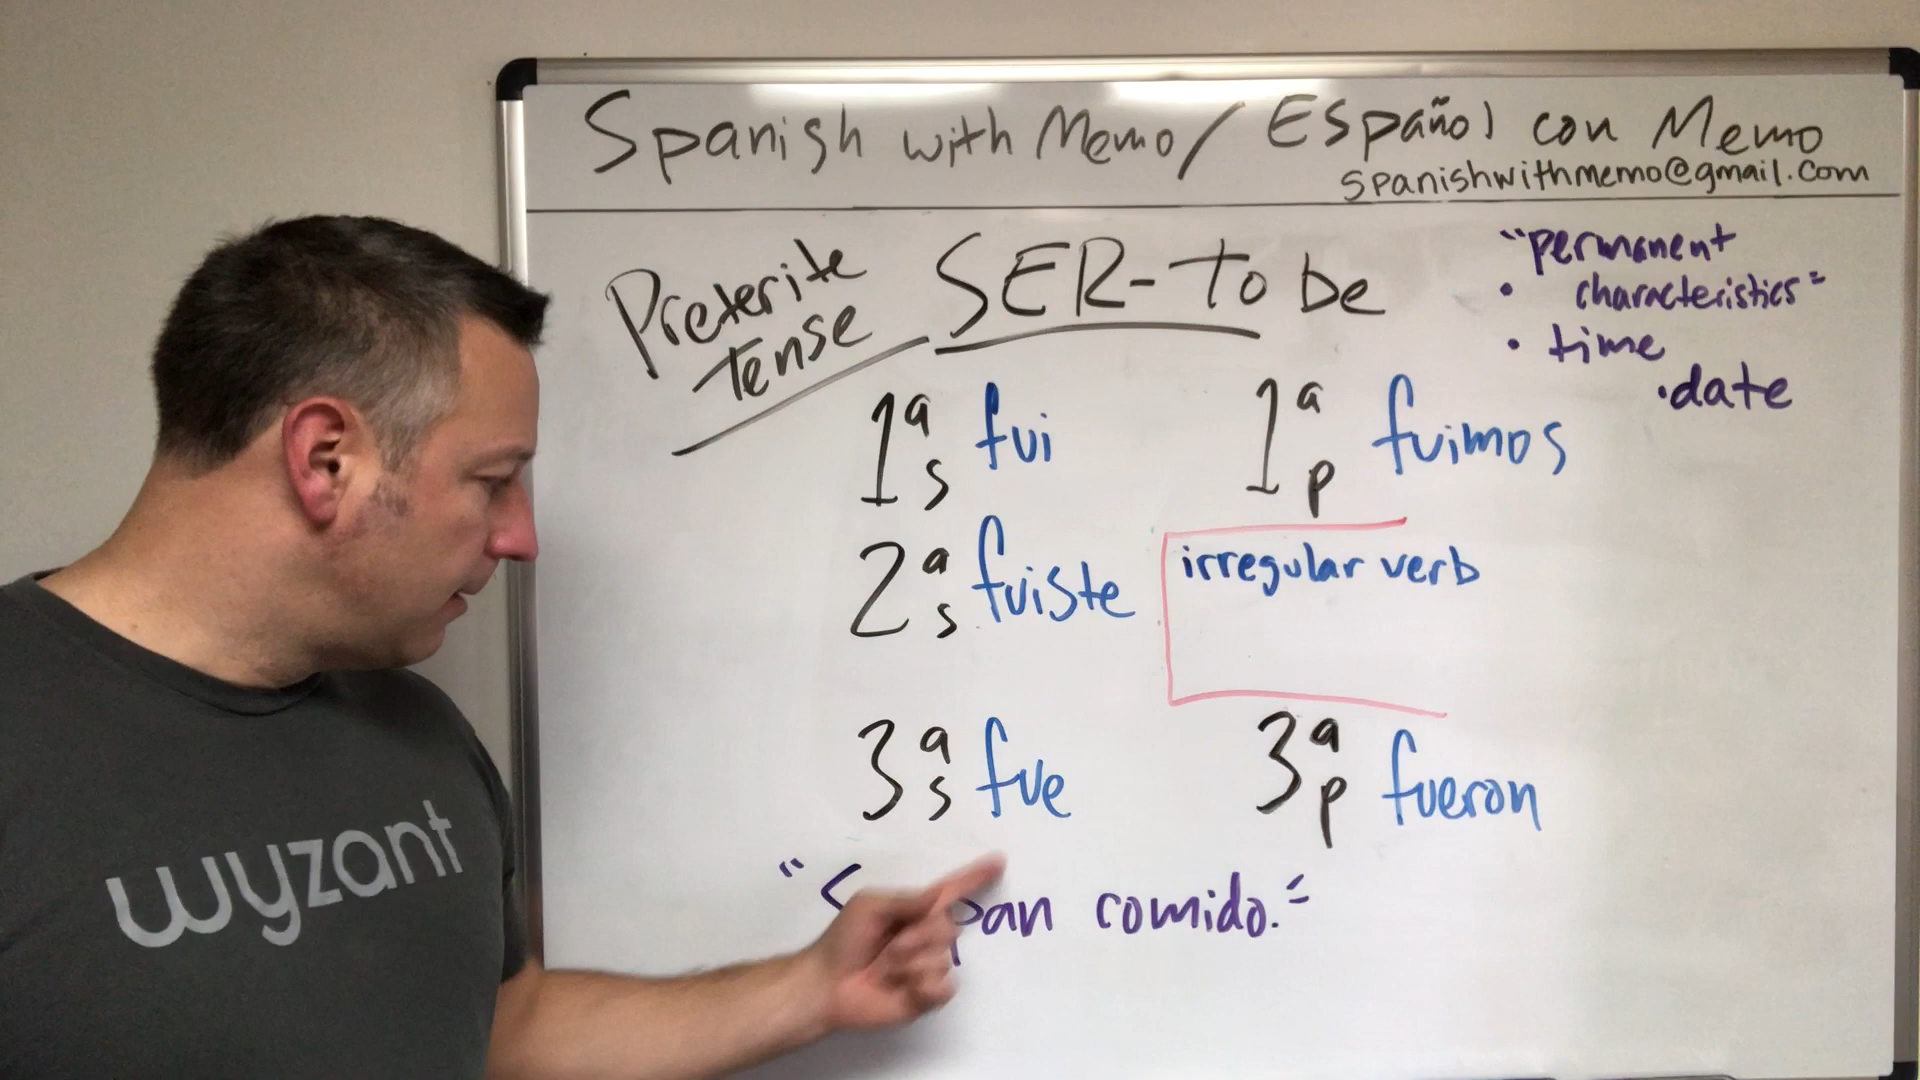 Spanish with Memo/Español con Memo
spanishwithmemo@gmail.com
Preterite
tense
SER - to be
"permanent
• characteristics"
• time
• date
1ª s fui
1ª p fuimos
2ª s fuiste
irregular verb
3ª s fue
3ª p fueron
pan comido."
wyzant